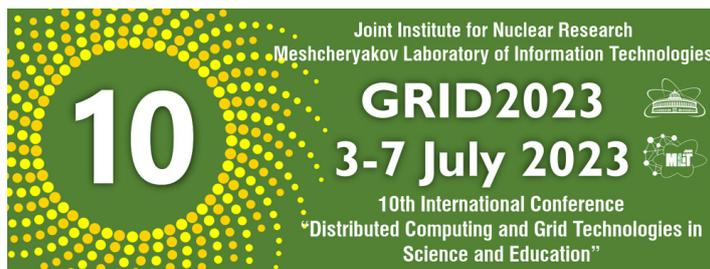 Joint Institute for Nuclear Research
Meshcheryakov Laboratory of Information Technologies
10
GRID2023
3-7 July 2023
MLIT
10th International Conference
“Distributed Computing and Grid Technologies in
Science and Education”